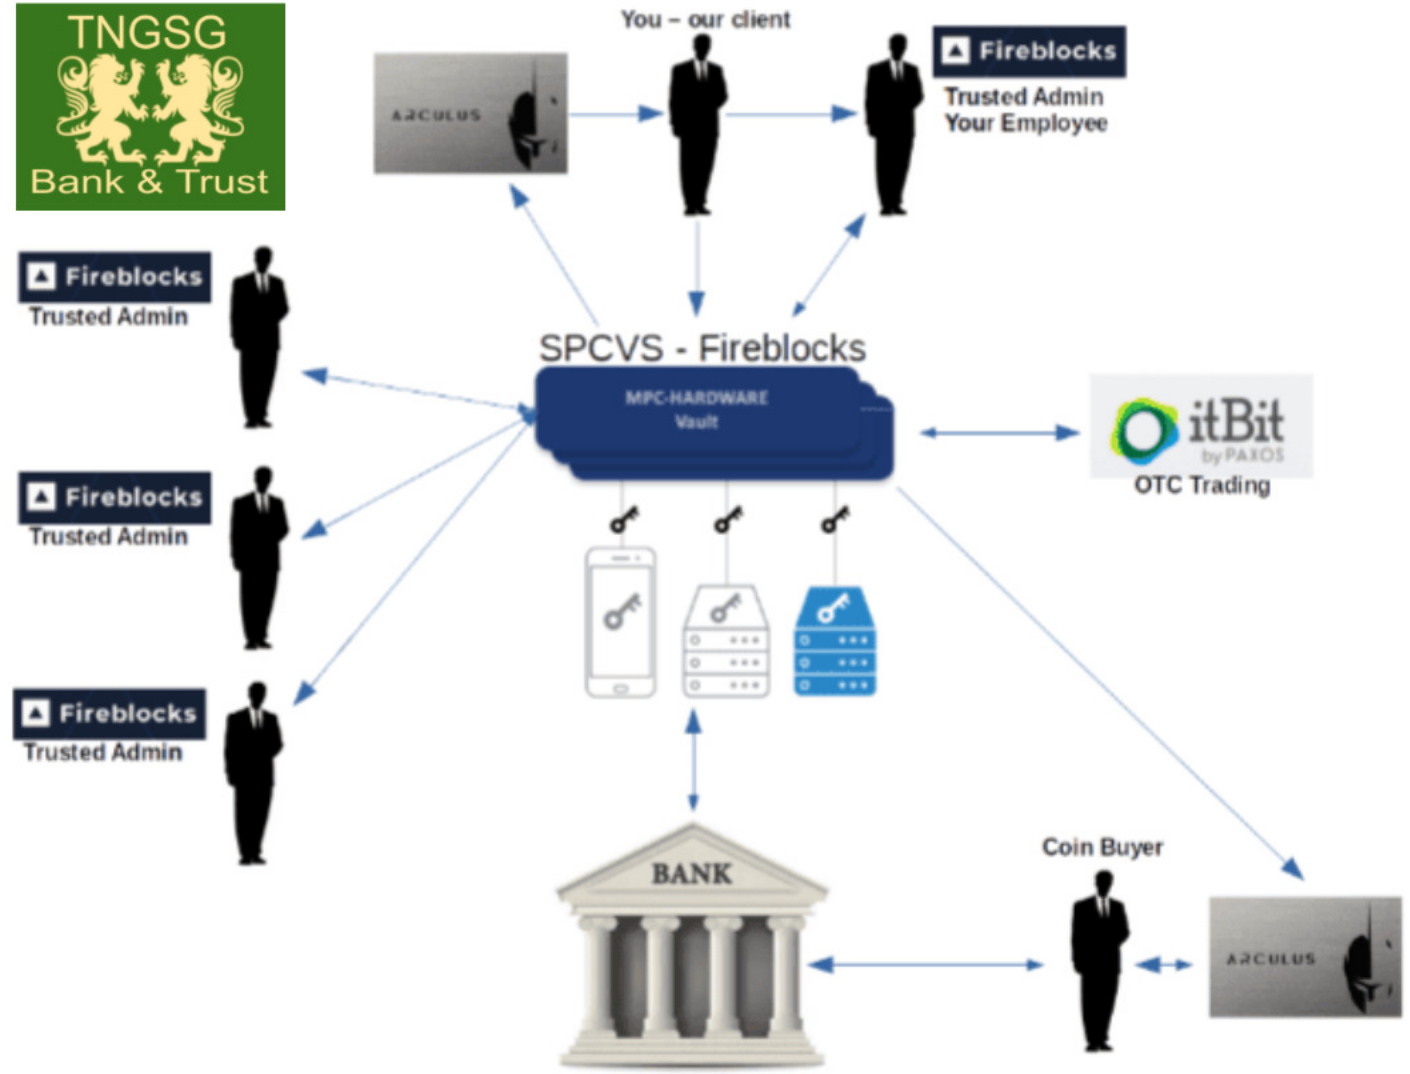 TNGSG
Bank & Trust
You – our client
ARCULUS
Fireblocks
Trusted Admin
Your Employee
Fireblocks
Trusted Admin
SPCVS - Fireblocks
MPC-HARDWARE
Vault
itBit
by PAXOS
OTC Trading
Fireblocks
Trusted Admin
Fireblocks
Trusted Admin
BANK
Coin Buyer
ARCULUS